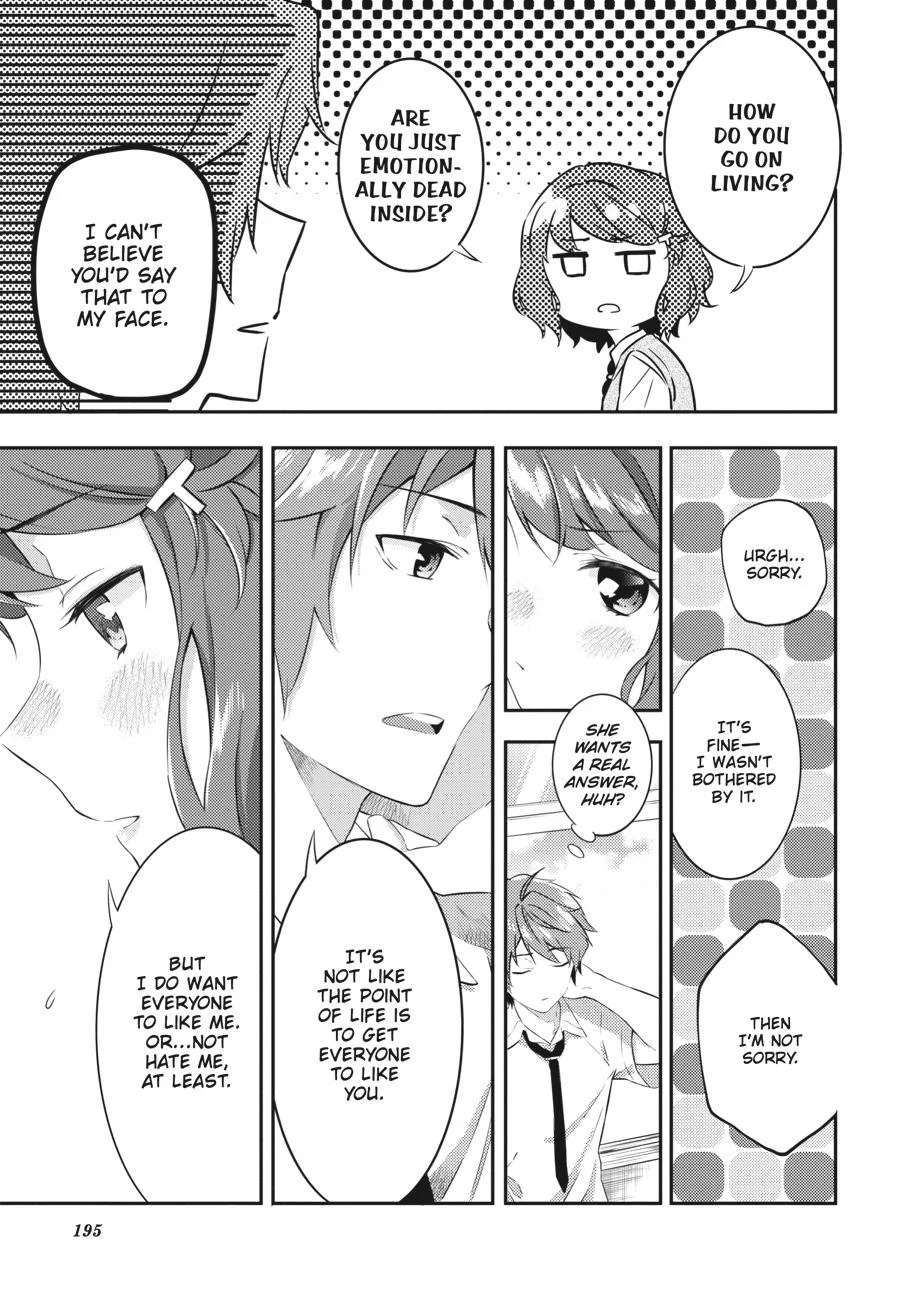 HOW
DO YOU
GO ON
LIVING?
ARE
YOU JUST
EMOTION-
ALLY DEAD
INSIDE?
I CAN'T
BELIEVE
YOU'D SAY
THAT TO
MY FACE.
URGH...
SORRY.
IT'S
FINE—
I WASN'T
BOTHERED
BY IT.
THEN
I'M NOT
SORRY.
SHE
WANTS
A REAL
ANSWER,
HUH?
IT'S
NOT LIKE
THE POINT
OF LIFE IS
TO GET
EVERYONE
TO LIKE
YOU.
BUT
I DO WANT
EVERYONE
TO LIKE ME.
OR...NOT
HATE ME,
AT LEAST.
195